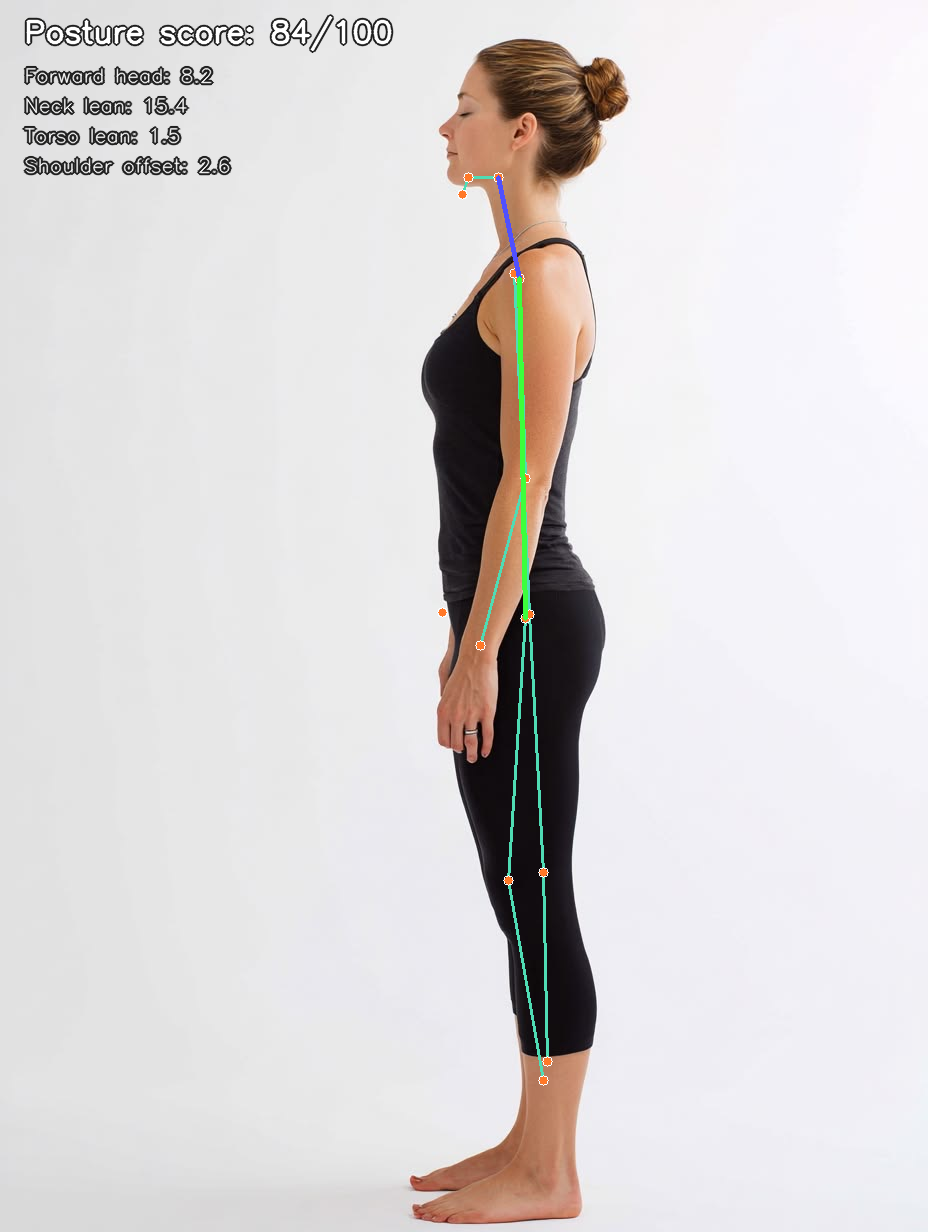 Posture score: 84/100
Forward head: 8.2
Neck lean: 15.4
Torso lean: 1.5
Shoulder offset: 2.6